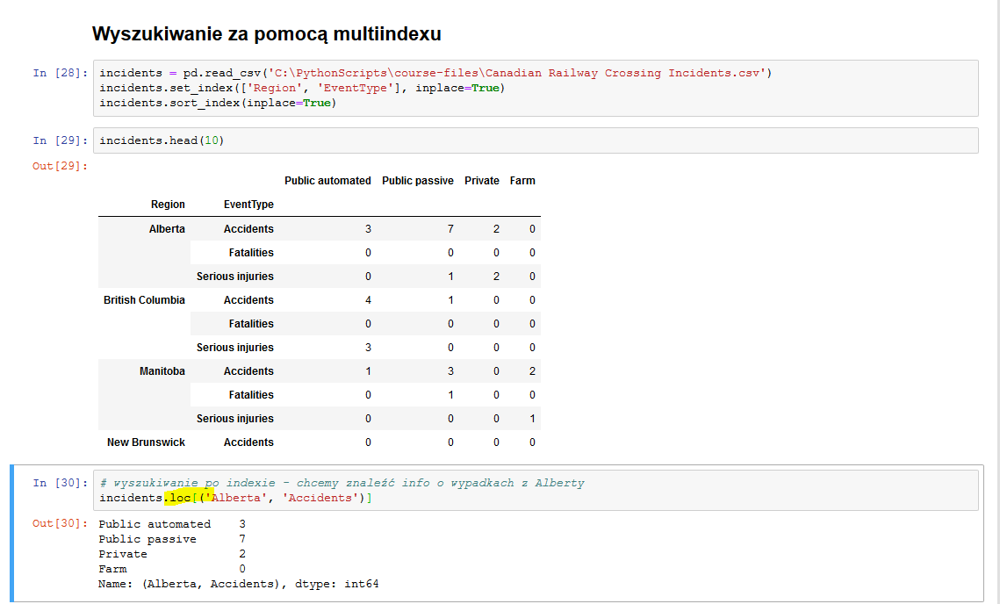 Wyszukiwanie za pomocą multiindexu
In [28]: incidents = pd.read_csv('C:\PythonScripts\course-files\Canadian Railway Crossing Incidents.csv')
incidents.set_index(['Region', 'EventType'], inplace=True)
incidents.sort_index(inplace=True)
In [29]: incidents.head(10)
Out[29]:
Public automated Public passive Private Farm
Region EventType
Alberta Accidents 3 7 2 0
Fatalities 0 0 0 0
Serious injuries 0 1 2 0
British Columbia Accidents 4 1 0 0
Fatalities 0 0 0 0
Serious injuries 3 0 0 0
Manitoba Accidents 1 3 0 2
Fatalities 0 1 0 0
Serious injuries 0 0 0 1
New Brunswick Accidents 0 0 0 0
In [30]: # wyszukiwanie po indexie - chcemy znaleźć info o wypadkach z Alberty
incidents.loc[('Alberta', 'Accidents')]
Out[30]: Public automated 3
Public passive 7
Private 2
Farm 0
Name: (Alberta, Accidents), dtype: int64